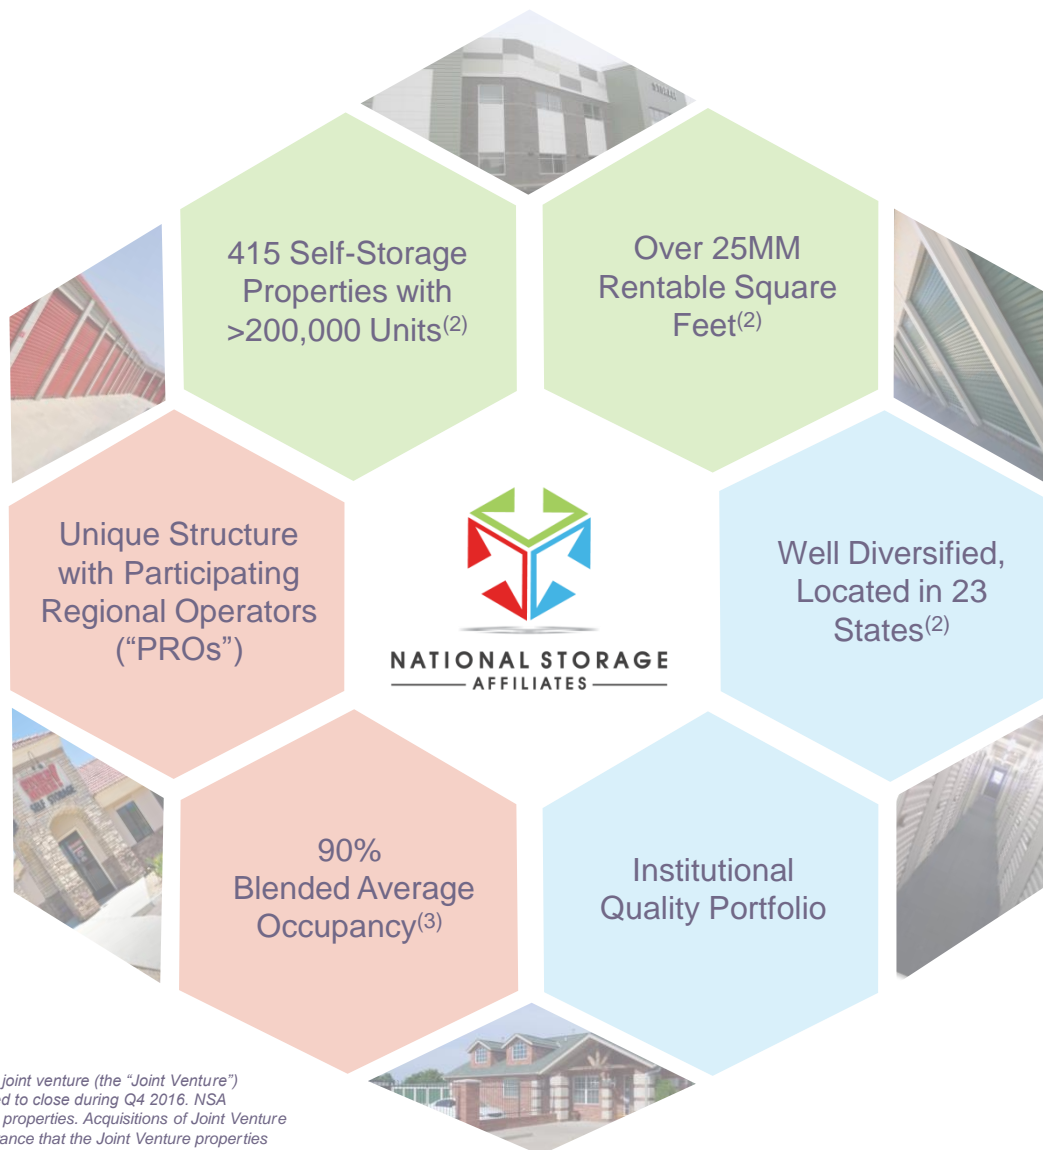 415 Self-Storage
Properties with
>200,000 Units(2)
Over 25MM
Rentable Square
Feet(2)
Unique Structure
with Participating
Regional Operators
(“PROs”)
NATIONAL STORAGE
AFFILIATES
Well Diversified,
Located in 23
States(2)
90%
Blended Average
Occupancy(3)
Institutional
Quality Portfolio
SELF STORAGE
joint venture (the “Joint Venture”)
ed to close during Q4 2016. NSA
properties. Acquisitions of Joint Venture
rance that the Joint Venture properties